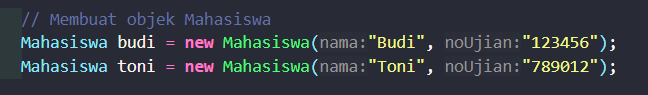 // Membuat objek Mahasiswa
Mahasiswa budi = new Mahasiswa(nama:"Budi", noUjian:"123456");
Mahasiswa toni = new Mahasiswa(nama:"Toni", noUjian:"789012");